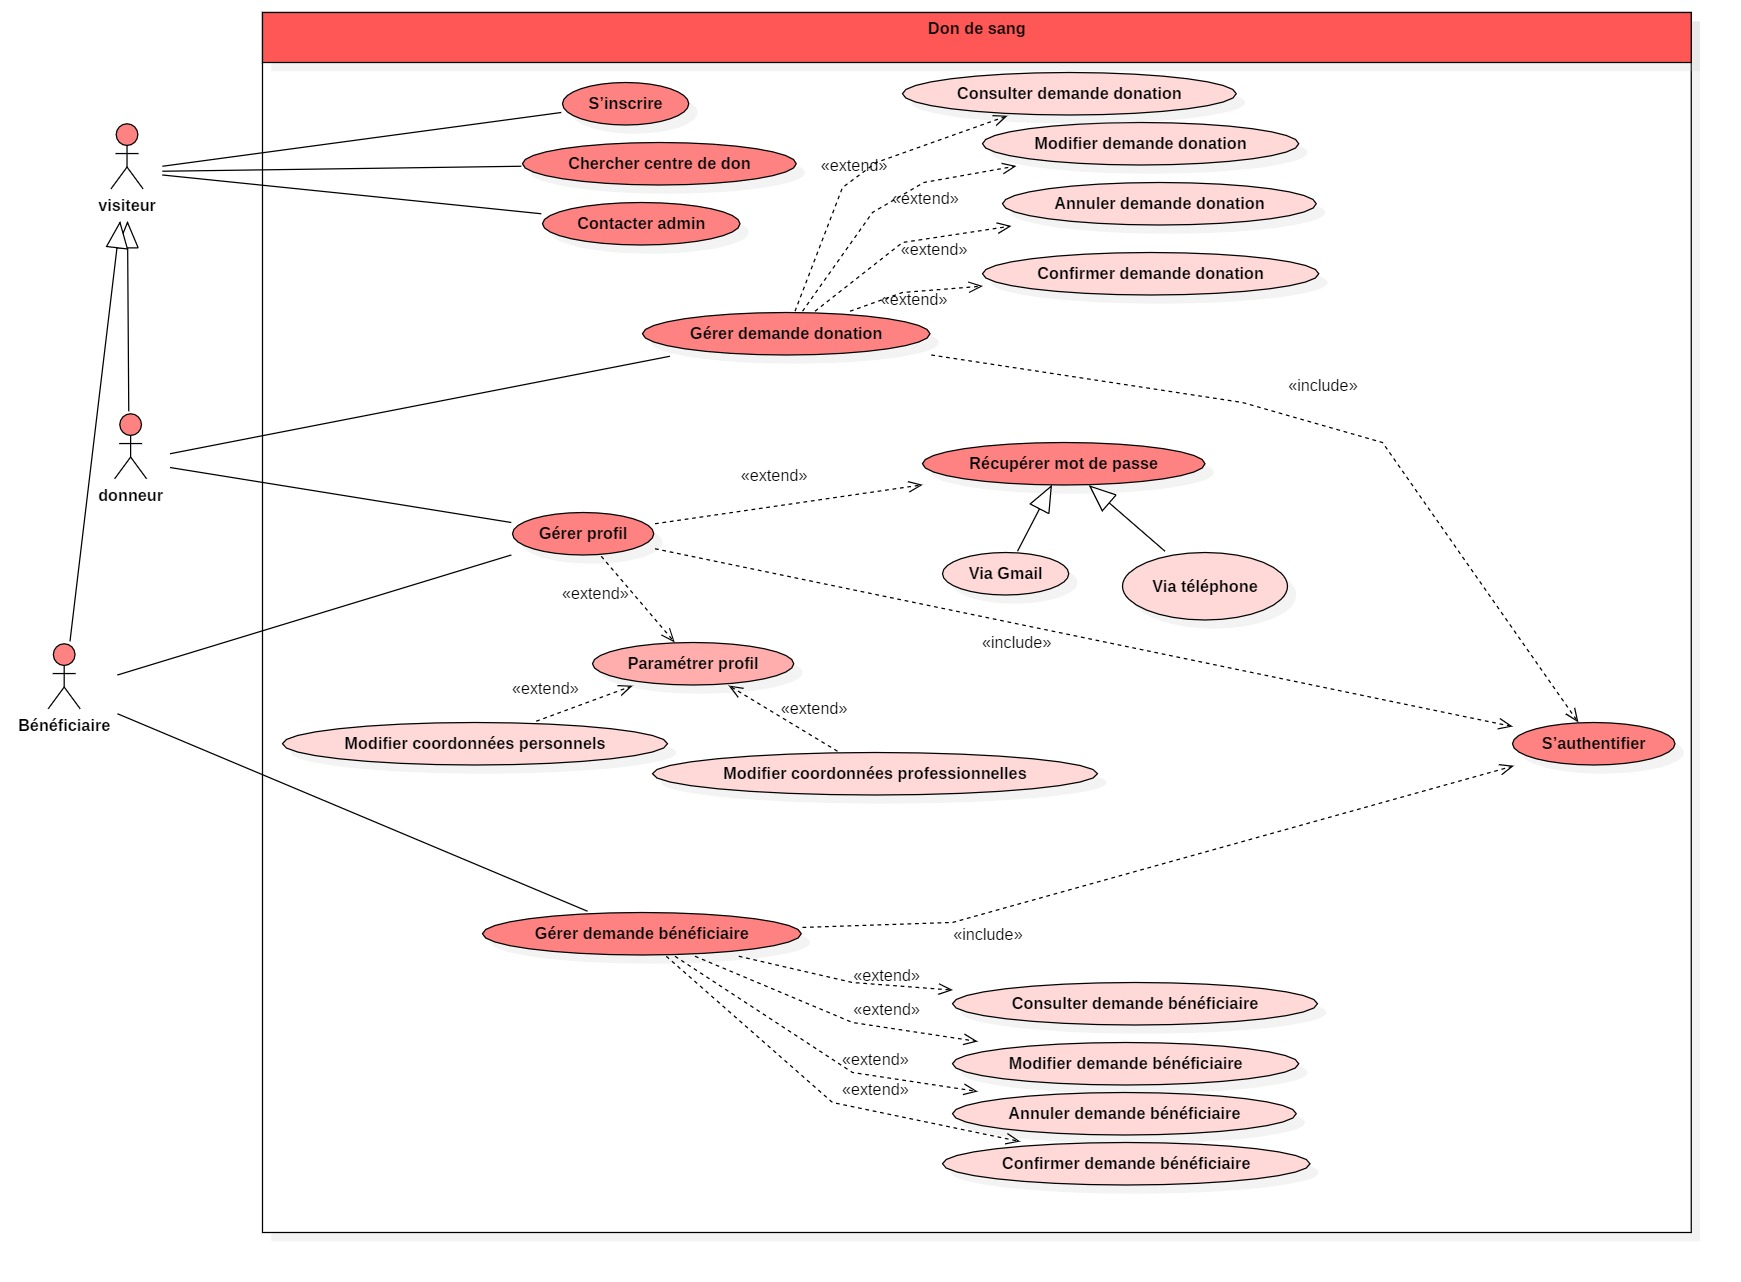 Don de sang
S'inscrire
Consulter demande donation
Modifier demande donation
Chercher centre de don
«extend»
visiteur
«extend»
Annuler demande donation
Contacter admin
«extend»
Confirmer demande donation
«extend»
Gérer demande donation
«include»
donneur
«extend»
Récupérer mot de passe
Gérer profil
Via Gmail
Via téléphone
«extend»
«include»
Paramétrer profil
«extend»
«extend»
Bénéficiaire
Modifier coordonnées personnels
Modifier coordonnées professionnelles
S'authentifier
Gérer demande bénéficiaire
«include»
«extend»
Consulter demande bénéficiaire
«extend»
Modifier demande bénéficiaire
«extend»
«extend»
Annuler demande bénéficiaire
Confirmer demande bénéficiaire